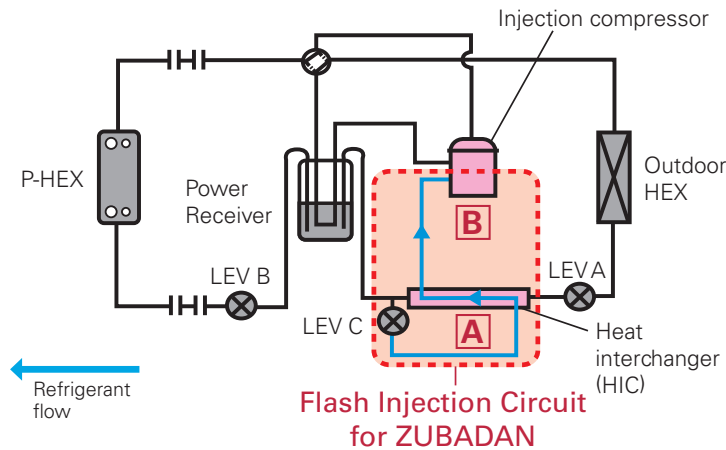 Injection compressor
P-HEX
Power
Receiver
Outdoor
HEX
B
LEV B
LEV A
LEV C
A
Heat
interchanger
(HIC)
Refrigerant
flow
Flash Injection Circuit
for ZUBADAN